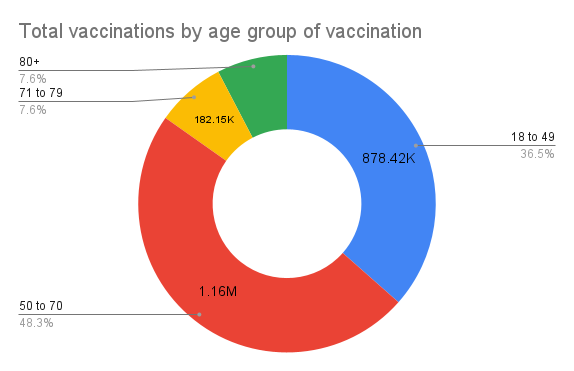 Total vaccinations by age group of vaccination
80+
7.6%
71 to 79
7.6%
182.15K
18 to 49
36.5%
878.42K
1.16M
50 to 70
48.3%